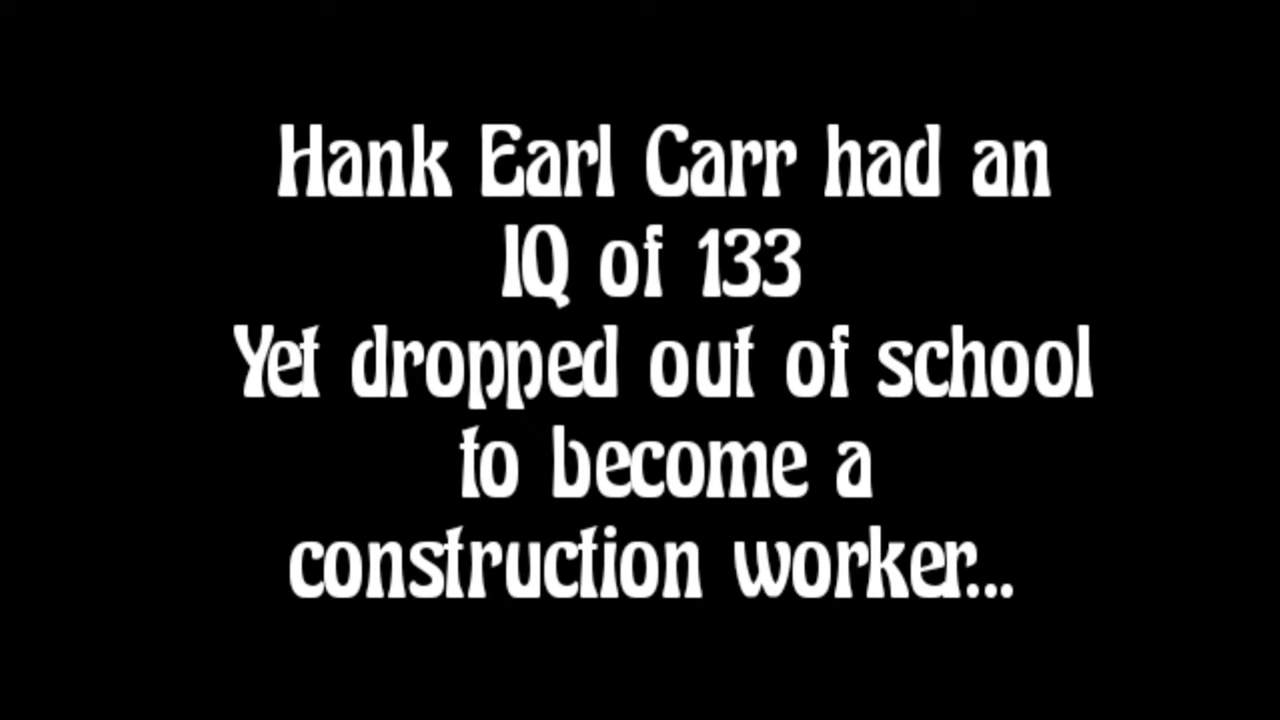 Hank Earl Carr had an
IQ of 133
Yet dropped out of school
to become a
construction worker...